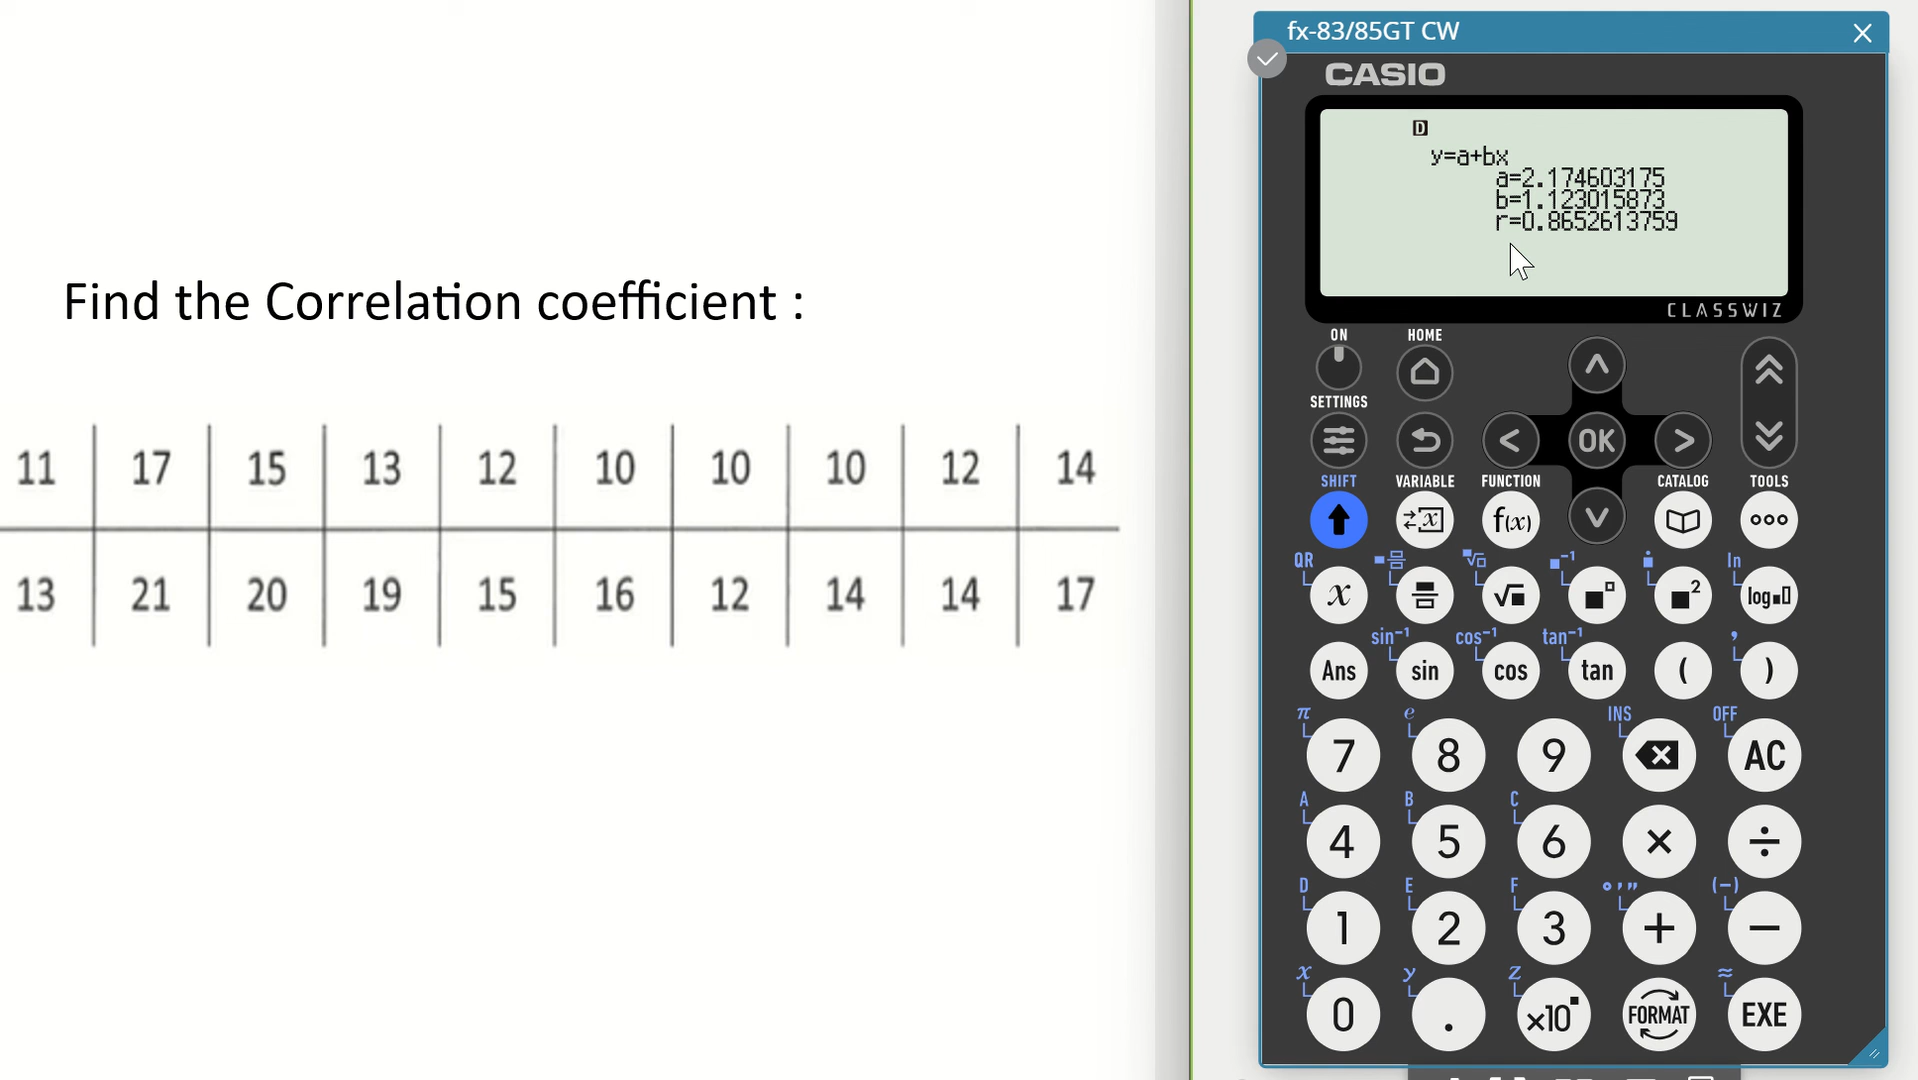 fx-83/85GT CW
CASIO
D
y=a+bx
a=2.174603175
b=1.123015873
r=0.8652613759
CLASSWIZ
Find the Correlation coefficient :
11 17 15 13 12 10 10 10 12 14
13 21 20 19 15 16 12 14 14 17
ON HOME
SETTINGS
OK
SHIFT VARIABLE FUNCTION CATALOG TOOLS
x f(x)
QR √ -1 ln
x √ 2 log
sin⁻¹ cos⁻¹ tan⁻¹ ,
Ans sin cos tan ( )
π e INS OFF
7 8 9 AC
A B C
4 5 6 × ÷
D E F ° ′ ″ (−)
1 2 3 + −
x y z ≈
0 . ×10 FORMAT EXE